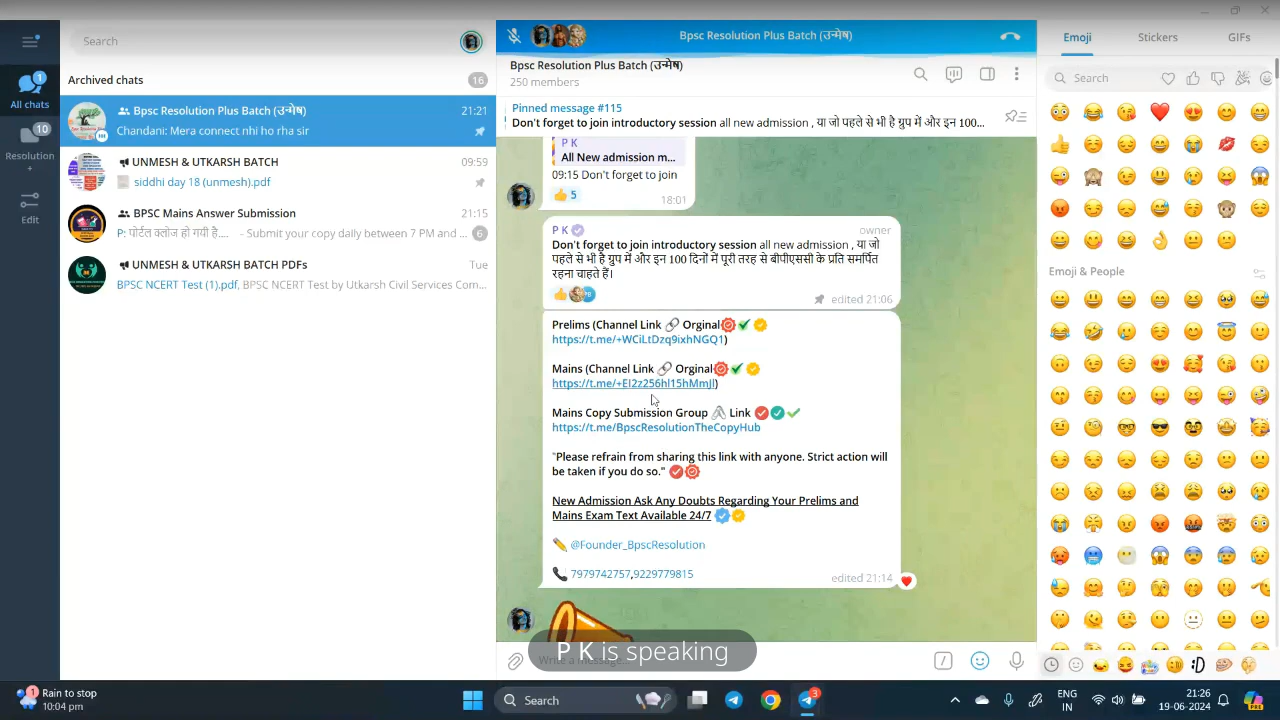 Search
Archived chats
16
1
All chats
10
Resolution
+
Edit
Bpsc Resolution Plus Batch (उन्मेष)
21:21
Chandani: Mera connect nhi ho rha sir
UNMESH & UTKARSH BATCH
09:59
siddhi day 18 (unmesh).pdf
BPSC Mains Answer Submission
21:15
P: पोर्टल क्लोज हो गयी है.... - Submit your copy daily between 7 PM and ...
6
UNMESH & UTKARSH BATCH PDFs
Tue
BPSC NCERT Test (1).pdf, BPSC NCERT Test by Utkarsh Civil Services Com...
Bpsc Resolution Plus Batch (उन्मेष)
Bpsc Resolution Plus Batch (उन्मेष)
250 members
Pinned message #115
Don't forget to join introductory session all new admission , या जो पहले से भी है ग्रुप में और इन 100...
P K
All New admission m...
09:15 Don't forget to join
👍 5
18:01
P K
owner
Don't forget to join introductory session all new admission , या जो
पहले से भी है ग्रुप में और इन 100 दिनों में पूरी तरह से बीपीएससी के प्रति समर्पित
रहना चाहते हैं।
edited 21:06
Prelims (Channel Link 🔗 Orginal
https://t.me/+WCiLtDzq9ixhNGQ1)
Mains (Channel Link 🔗 Orginal
https://t.me/+EI2z256hl15hMmJl)
Mains Copy Submission Group Link
https://t.me/BpscResolutionTheCopyHub
"Please refrain from sharing this link with anyone. Strict action will
be taken if you do so."
New Admission Ask Any Doubts Regarding Your Prelims and
Mains Exam Text Available 24/7
@Founder_BpscResolution
7979742757,9229779815
edited 21:14
P K is speaking
Emoji
Stickers
GIFs
Search
Emoji & People
1
Rain to stop
10:04 pm
Search
3
ENG
IN
21:26
19-06-2024